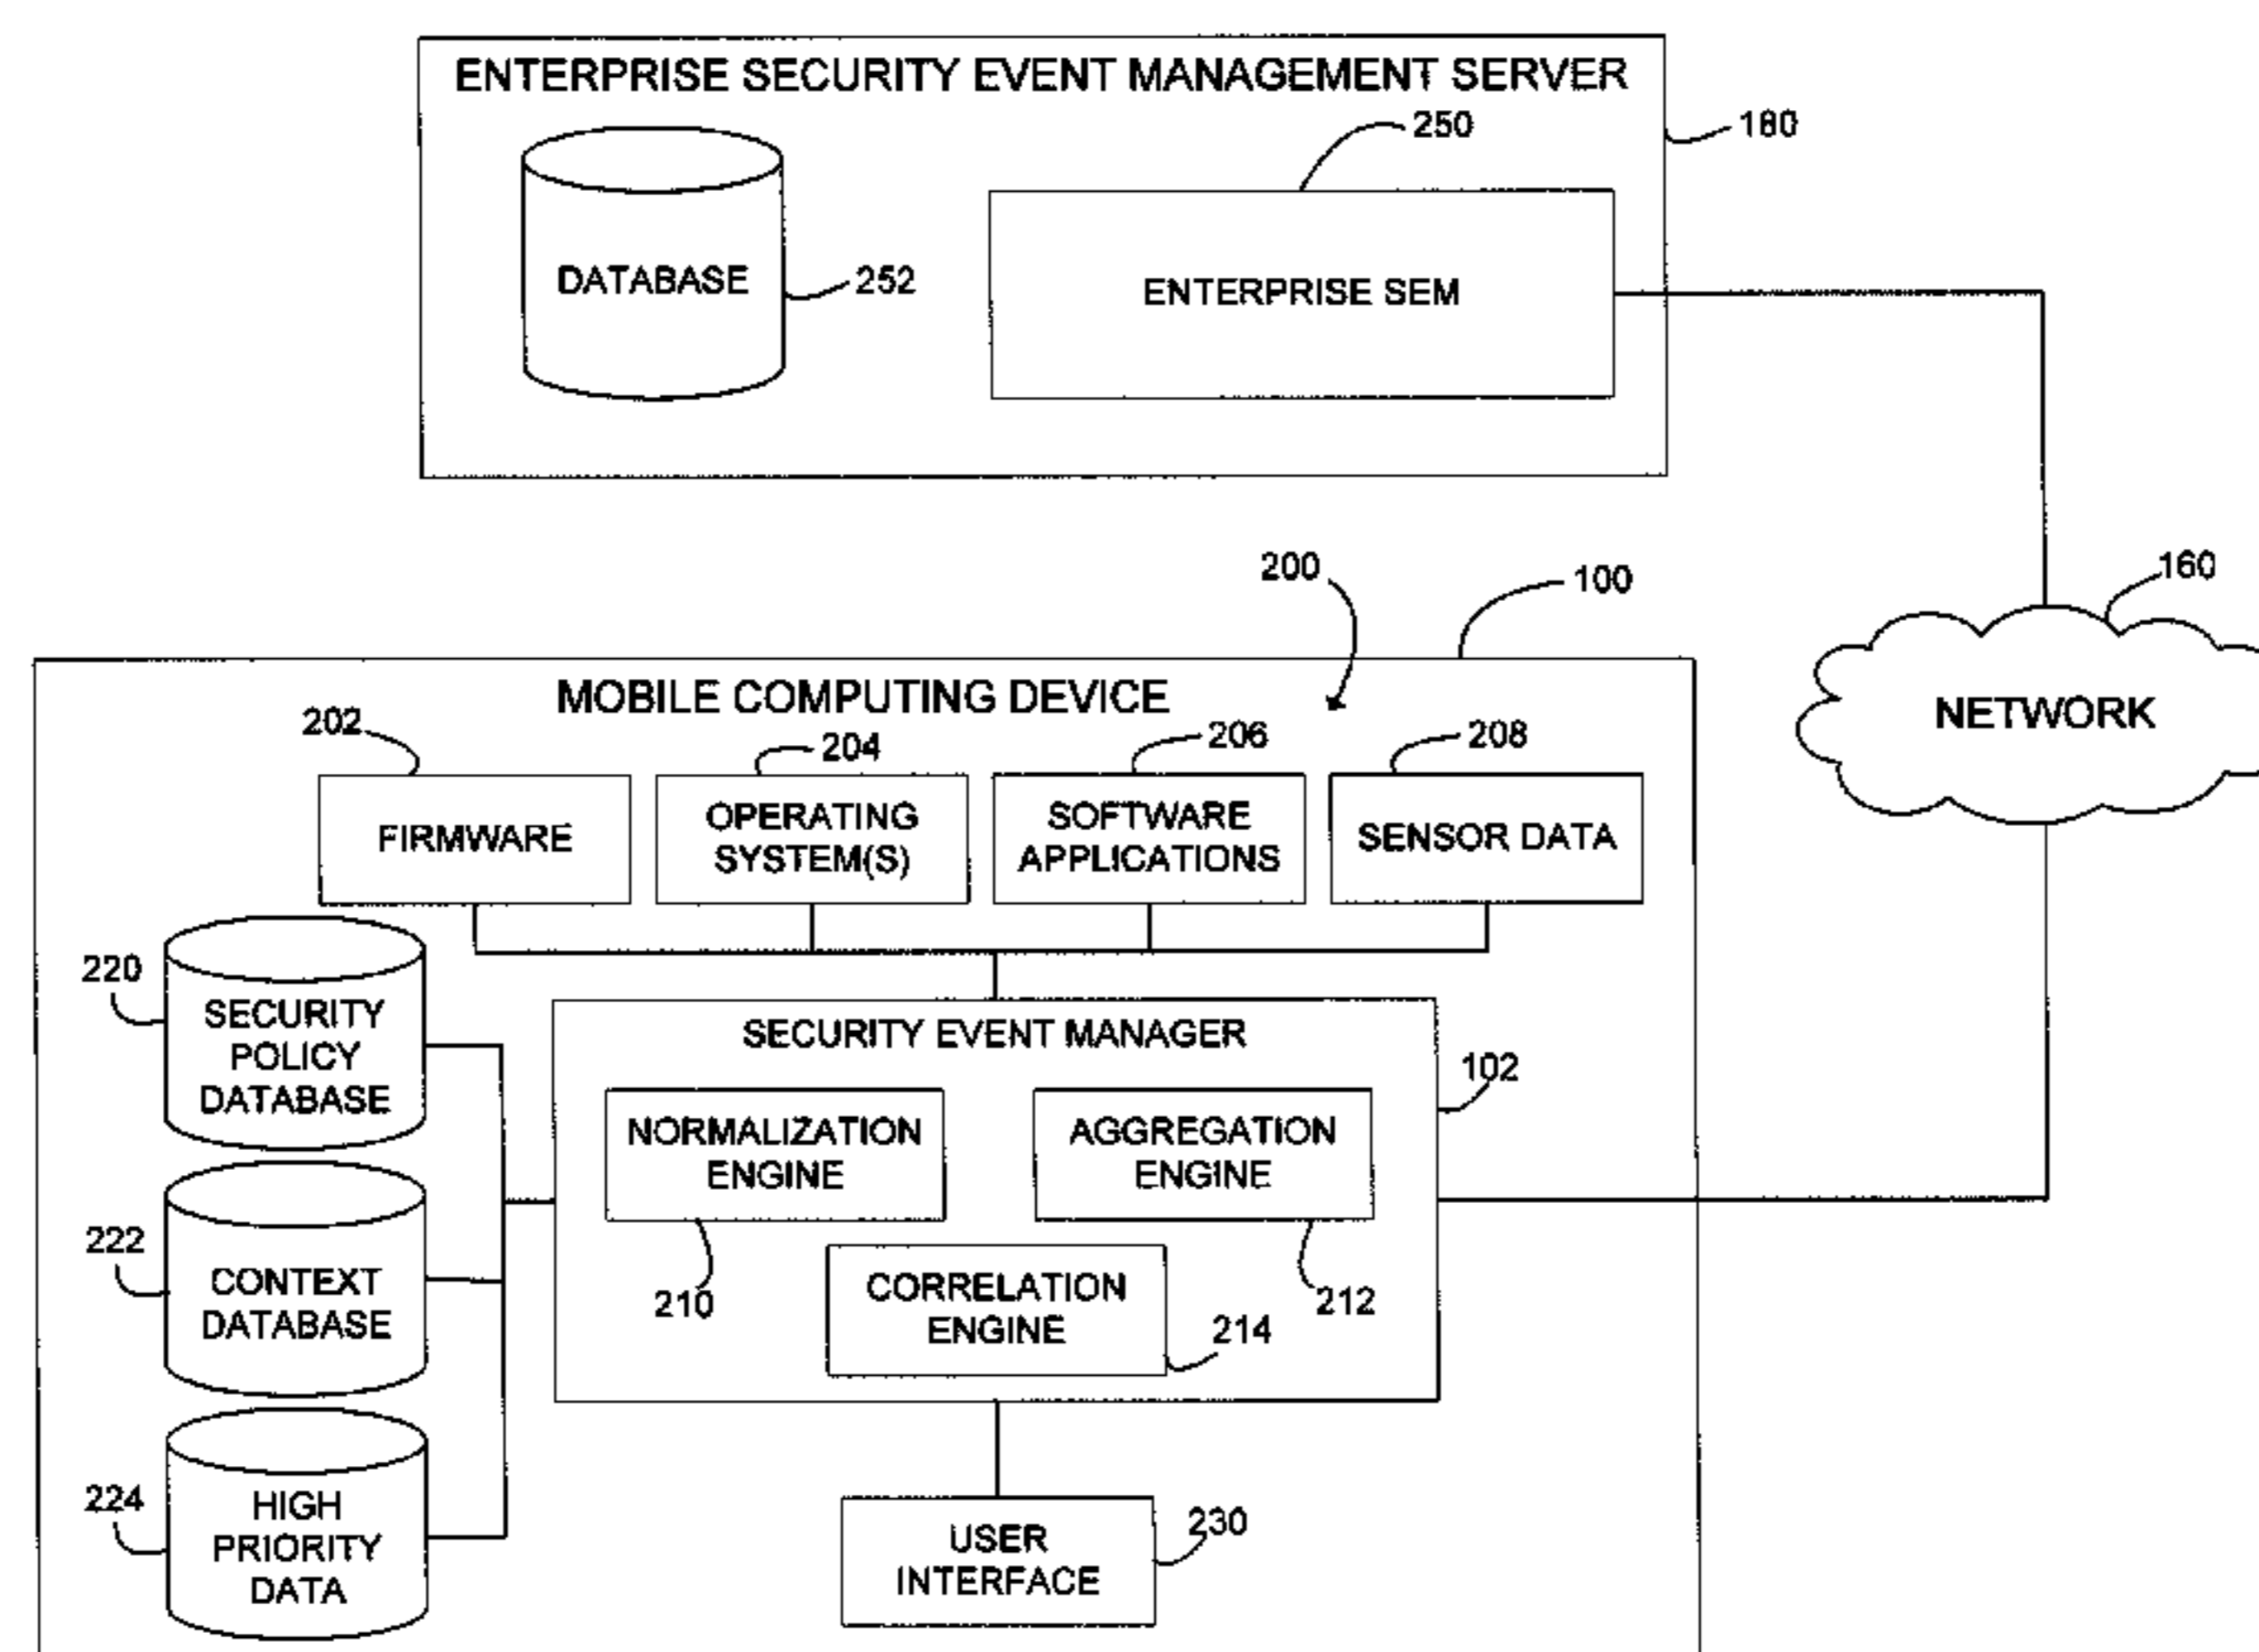 ENTERPRISE SECURITY EVENT MANAGEMENT SERVER
250
180
DATABASE
252
ENTERPRISE SEM
200
100
160
MOBILE COMPUTING DEVICE
NETWORK
202
204
206
208
FIRMWARE
OPERATING
SYSTEM(S)
SOFTWARE
APPLICATIONS
SENSOR DATA
220
SECURITY
POLICY
DATABASE
SECURITY EVENT MANAGER
102
NORMALIZATION
ENGINE
AGGREGATION
ENGINE
222
CONTEXT
DATABASE
210
CORRELATION
ENGINE
212
214
224
HIGH
PRIORITY
DATA
USER
INTERFACE
230